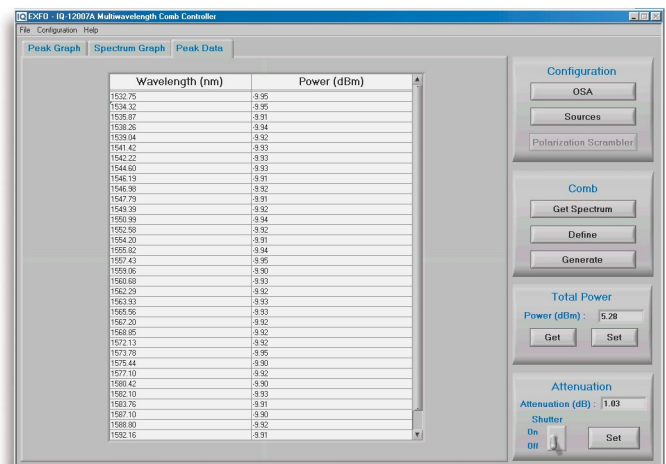 EXFO - IQ-12007A Multiwavelength Comb Controller
File Configuration Help
Peak Graph Spectrum Graph Peak Data
Wavelength (nm) Power (dBm)
1532.75 -9.95
1534.32 -9.95
1535.87 -9.91
1538.26 -9.94
1539.04 -9.92
1541.42 -9.93
1542.22 -9.93
1544.60 -9.93
1546.19 -9.91
1546.98 -9.92
1547.79 -9.91
1549.39 -9.92
1550.99 -9.94
1552.58 -9.92
1554.20 -9.91
1555.82 -9.94
1557.43 -9.95
1559.06 -9.90
1560.68 -9.93
1562.29 -9.92
1563.93 -9.93
1565.56 -9.93
1567.20 -9.92
1568.85 -9.92
1572.13 -9.92
1573.78 -9.95
1575.44 -9.90
1577.10 -9.92
1580.42 -9.90
1582.10 -9.93
1583.76 -9.91
1587.10 -9.90
1588.80 -9.92
1592.16 -9.91
Configuration
OSA
Sources
Polarization Scrambler
Comb
Get Spectrum
Define
Generate
Total Power
Power (dBm) : 5.28
Get Set
Attenuation
Attenuation (dB) : 1.03
Shutter
On
Off
Set